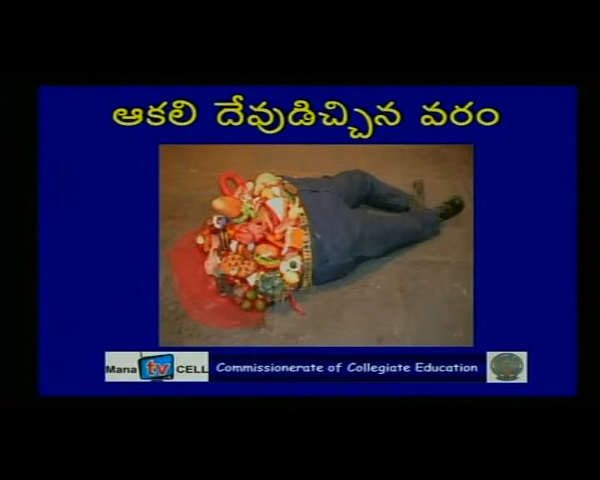 ఆకలి దేవుడిచ్చిన వరం
Mana tv CELL Commissionerate of Collegiate Education